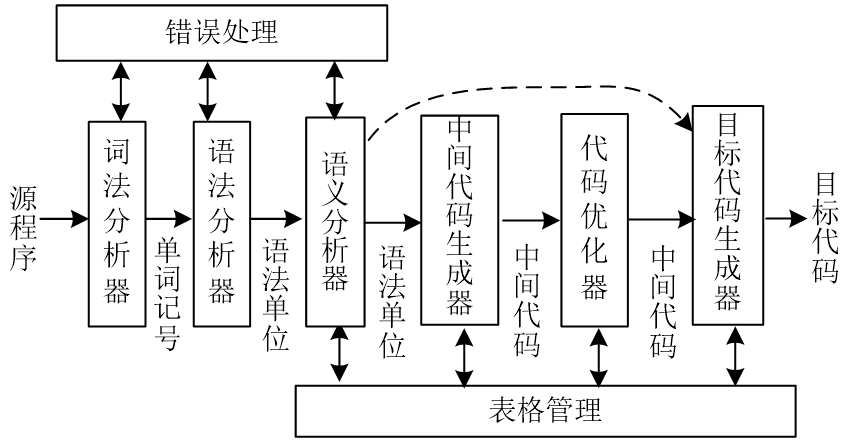 错误处理
源程序
词法分析器
单词记号
语法分析器
语法单位
语义分析器
语法单位
中间代码生成器
中间代码
代码优化器
中间代码
目标代码生成器
目标代码
表格管理